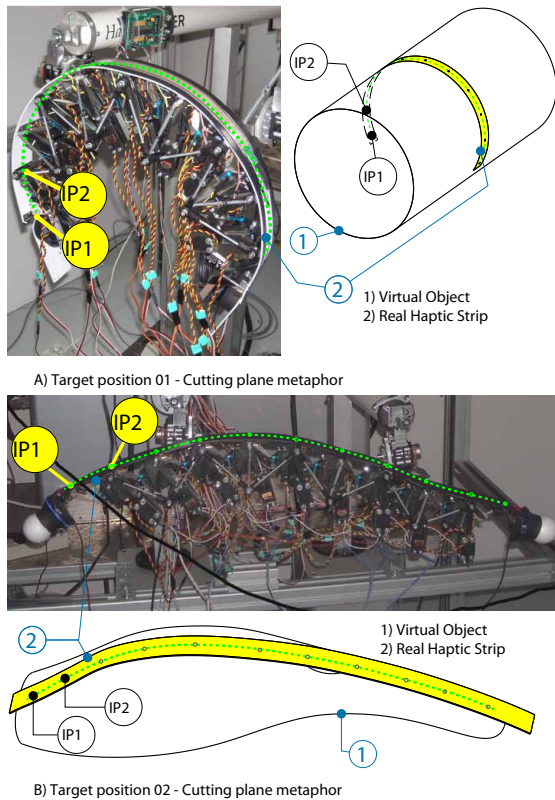 IP2
IP1
IP2
IP1
1
2
1) Virtual Object
2) Real Haptic Strip
A) Target position 01 - Cutting plane metaphor
IP1
IP2
2
1) Virtual Object
2) Real Haptic Strip
IP2
IP1
1
B) Target position 02 - Cutting plane metaphor